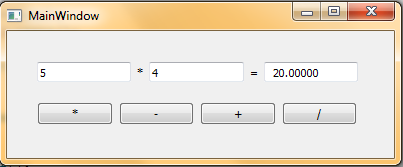 MainWindow
5 * 4 = 20.00000
* - + /